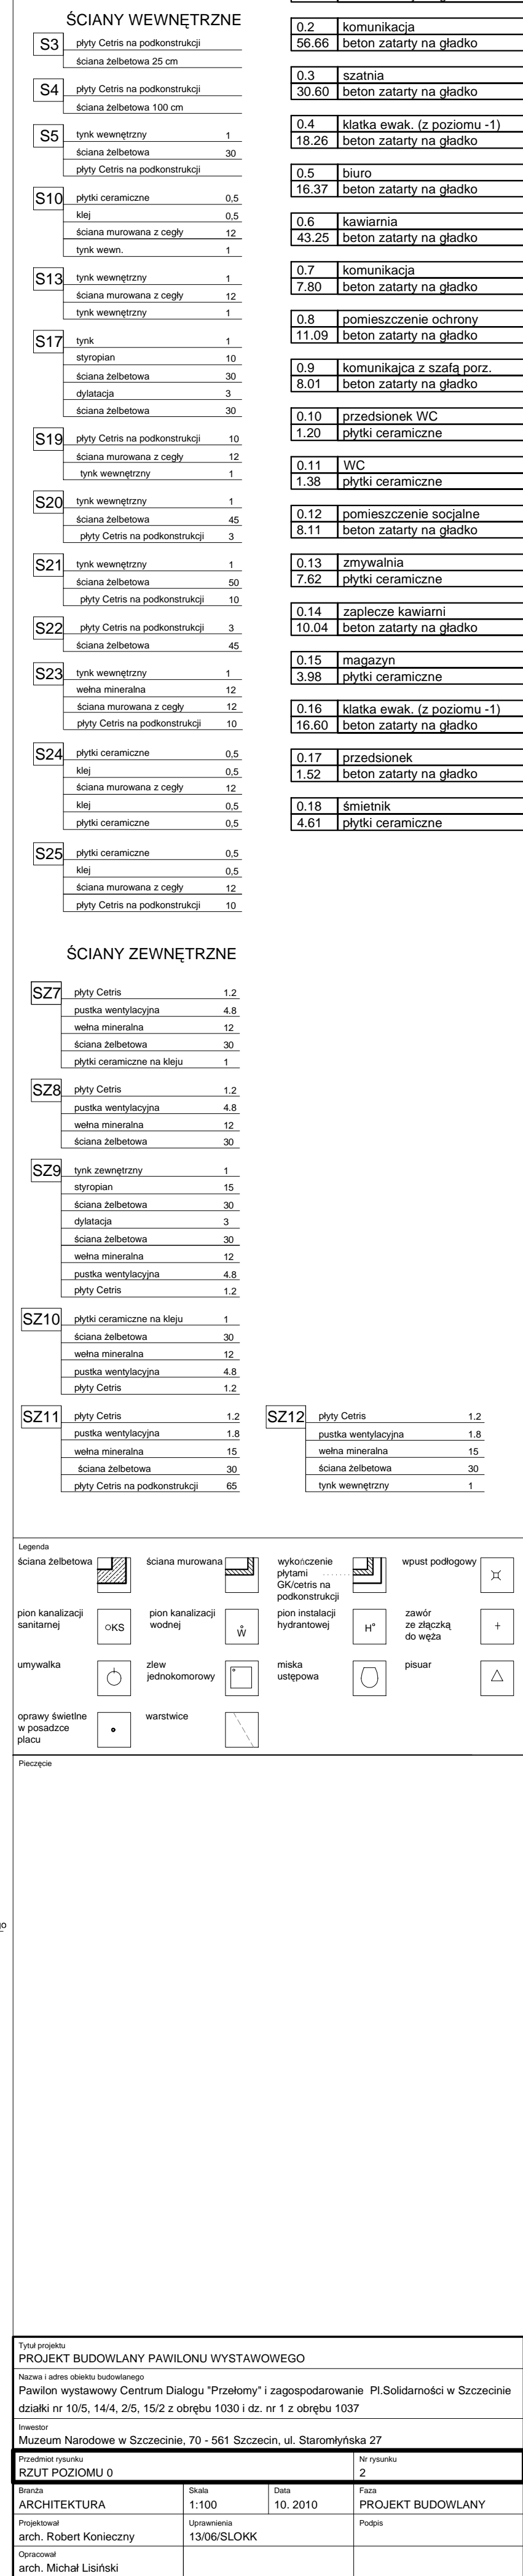 ŚCIANY WEWNĘTRZNE
S3
płyty Cetris na podkonstrukcji
ściana żelbetowa 25 cm
S4
płyty Cetris na podkonstrukcji
ściana żelbetowa 100 cm
S5
tynk wewnętrzny 1
ściana żelbetowa 30
płyty Cetris na podkonstrukcji
S10
płytki ceramiczne 0,5
klej 0,5
ściana murowana z cegły 12
tynk wewn. 1
S13
tynk wewnętrzny 1
ściana murowana z cegły 12
tynk wewnętrzny 1
S17
tynk 1
styropian 10
ściana żelbetowa 30
dylatacja 3
ściana żelbetowa 30
S19
płyty Cetris na podkonstrukcji 10
ściana murowana z cegły 12
tynk wewnętrzny 1
S20
tynk wewnętrzny 1
ściana żelbetowa 45
płyty Cetris na podkonstrukcji 3
S21
tynk wewnętrzny 1
ściana żelbetowa 50
płyty Cetris na podkonstrukcji 10
S22
płyty Cetris na podkonstrukcji 3
ściana żelbetowa 45
S23
tynk wewnętrzny 1
wełna mineralna 12
ściana murowana z cegły 12
płyty Cetris na podkonstrukcji 10
S24
płytki ceramiczne 0,5
klej 0,5
ściana murowana z cegły 12
klej 0,5
płytki ceramiczne 0,5
S25
płytki ceramiczne 0,5
klej 0,5
ściana murowana z cegły 12
płyty Cetris na podkonstrukcji 10
0.2 komunikacja
56.66 beton zatarty na gładko
0.3 szatnia
30.60 beton zatarty na gładko
0.4 klatka ewak. (z poziomu -1)
18.26 beton zatarty na gładko
0.5 biuro
16.37 beton zatarty na gładko
0.6 kawiarnia
43.25 beton zatarty na gładko
0.7 komunikacja
7.80 beton zatarty na gładko
0.8 pomieszczenie ochrony
11.09 beton zatarty na gładko
0.9 komunikajca z szafą porz.
8.01 beton zatarty na gładko
0.10 przedsionek WC
1.20 płytki ceramiczne
0.11 WC
1.38 płytki ceramiczne
0.12 pomieszczenie socjalne
8.11 beton zatarty na gładko
0.13 zmywalnia
7.62 płytki ceramiczne
0.14 zaplecze kawiarni
10.04 beton zatarty na gładko
0.15 magazyn
3.98 płytki ceramiczne
0.16 klatka ewak. (z poziomu -1)
16.60 beton zatarty na gładko
0.17 przedsionek
1.52 beton zatarty na gładko
0.18 śmietnik
4.61 płytki ceramiczne
ŚCIANY ZEWNĘTRZNE
SZ7
płyty Cetris 1.2
pustka wentylacyjna 4.8
wełna mineralna 12
ściana żelbetowa 30
płytki ceramiczne na kleju 1
SZ8
płyty Cetris 1.2
pustka wentylacyjna 4.8
wełna mineralna 12
ściana żelbetowa 30
SZ9
tynk zewnętrzny 1
styropian 15
ściana żelbetowa 30
dylatacja 3
ściana żelbetowa 30
wełna mineralna 12
pustka wentylacyjna 4.8
płyty Cetris 1.2
SZ10
płytki ceramiczne na kleju 1
ściana żelbetowa 30
wełna mineralna 12
pustka wentylacyjna 4.8
płyty Cetris 1.2
SZ11
płyty Cetris 1.2
pustka wentylacyjna 1.8
wełna mineralna 15
ściana żelbetowa 30
płyty Cetris na podkonstrukcji 65
SZ12
płyty Cetris 1.2
pustka wentylacyjna 1.8
wełna mineralna 15
ściana żelbetowa 30
tynk wewnętrzny 1
Legenda
ściana żelbetowa
ściana murowana
wykończenie
płytami
GK/cetris na
podkonstrukcji
wpust podłogowy
pion kanalizacji
sanitarnej
KS
pion kanalizacji
wodnej
W
pion instalacji
hydrantowej
H
zawór
ze złączką
do węża
umywalka
zlew
jednokomorowy
miska
ustępowa
pisuar
oprawy świetlne
w posadzce
placu
warstwice
Pieczęcie
Tytuł projektu
PROJEKT BUDOWLANY PAWILONU WYSTAWOWEGO
Nazwa i adres obiektu budowlanego
Pawilon wystawowy Centrum Dialogu "Przełomy" i zagospodarowanie Pl.Solidarności w Szczecinie
działki nr 10/5, 14/4, 2/5, 15/2 z obrębu 1030 i dz. nr 1 z obrębu 1037
Inwestor
Muzeum Narodowe w Szczecinie, 70 - 561 Szczecin, ul. Staromłyńska 27
Przedmiot rysunku Nr rysunku
RZUT POZIOMU 0 2
Branża Skala Data Faza
ARCHITEKTURA 1:100 10. 2010 PROJEKT BUDOWLANY
Projektował Uprawnienia Podpis
arch. Robert Konieczny 13/06/SLOKK
Opracował
arch. Michał Lisiński